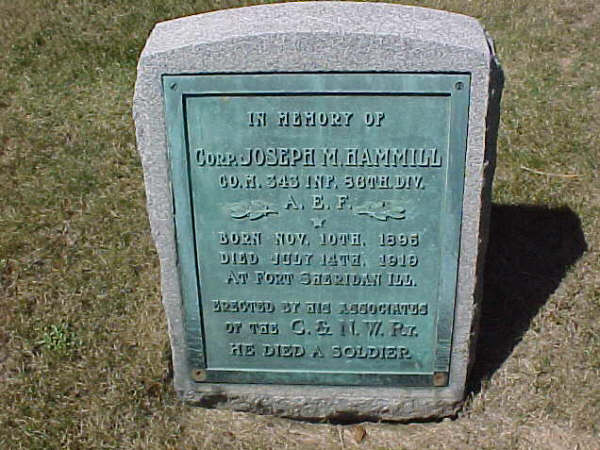 IN MEMORY OF
CORP. JOSEPH M. HAMMILL
CO. M. 343 INF. 86TH. DIV.
A. E. F.
BORN NOV. 10TH. 1896
DIED JULY 14TH. 1919
AT FORT SHERIDAN ILL.
ERECTED BY HIS ASSOCIATES
OF THE C. & N. W. RY.
HE DIED A SOLDIER